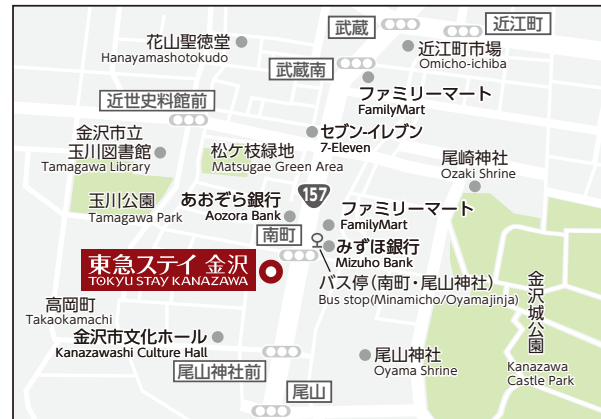 武蔵
近江町
花山聖徳堂
Hanayamashotokudo
近江町市場
Omicho-ichiba
武蔵南
ファミリーマート
FamilyMart
近世史料館前
金沢市立
玉川図書館
Tamagawa Library
セブン-イレブン
7-Eleven
松ケ枝緑地
Matsugae Green Area
尾崎神社
Ozaki Shrine
玉川公園
Tamagawa Park
あおぞら銀行
Aozora Bank
157
ファミリーマート
FamilyMart
南町
みずほ銀行
Mizuho Bank
東急ステイ 金沢
TOKYU STAY KANAZAWA
バス停(南町・尾山神社)
Bus stop(Minamicho/Oyamajinja)
高岡町
Takaokamachi
金沢城公園
Kanazawa
Castle Park
金沢市文化ホール
Kanazawashi Culture Hall
尾山神社
Oyama Shrine
尾山神社前
尾山